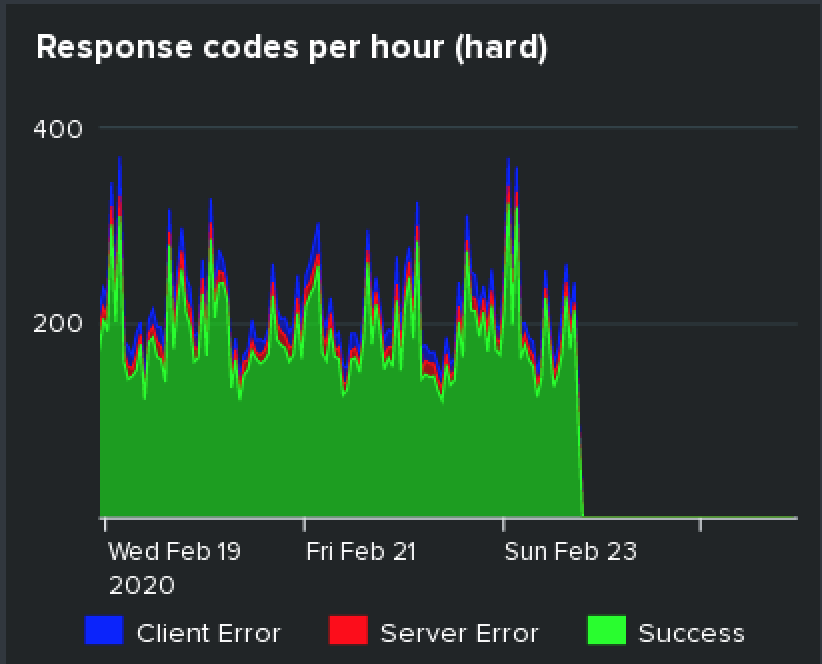 Response codes per hour (hard)
400
200
Wed Feb 19
2020
Fri Feb 21
Sun Feb 23
Client Error
Server Error
Success